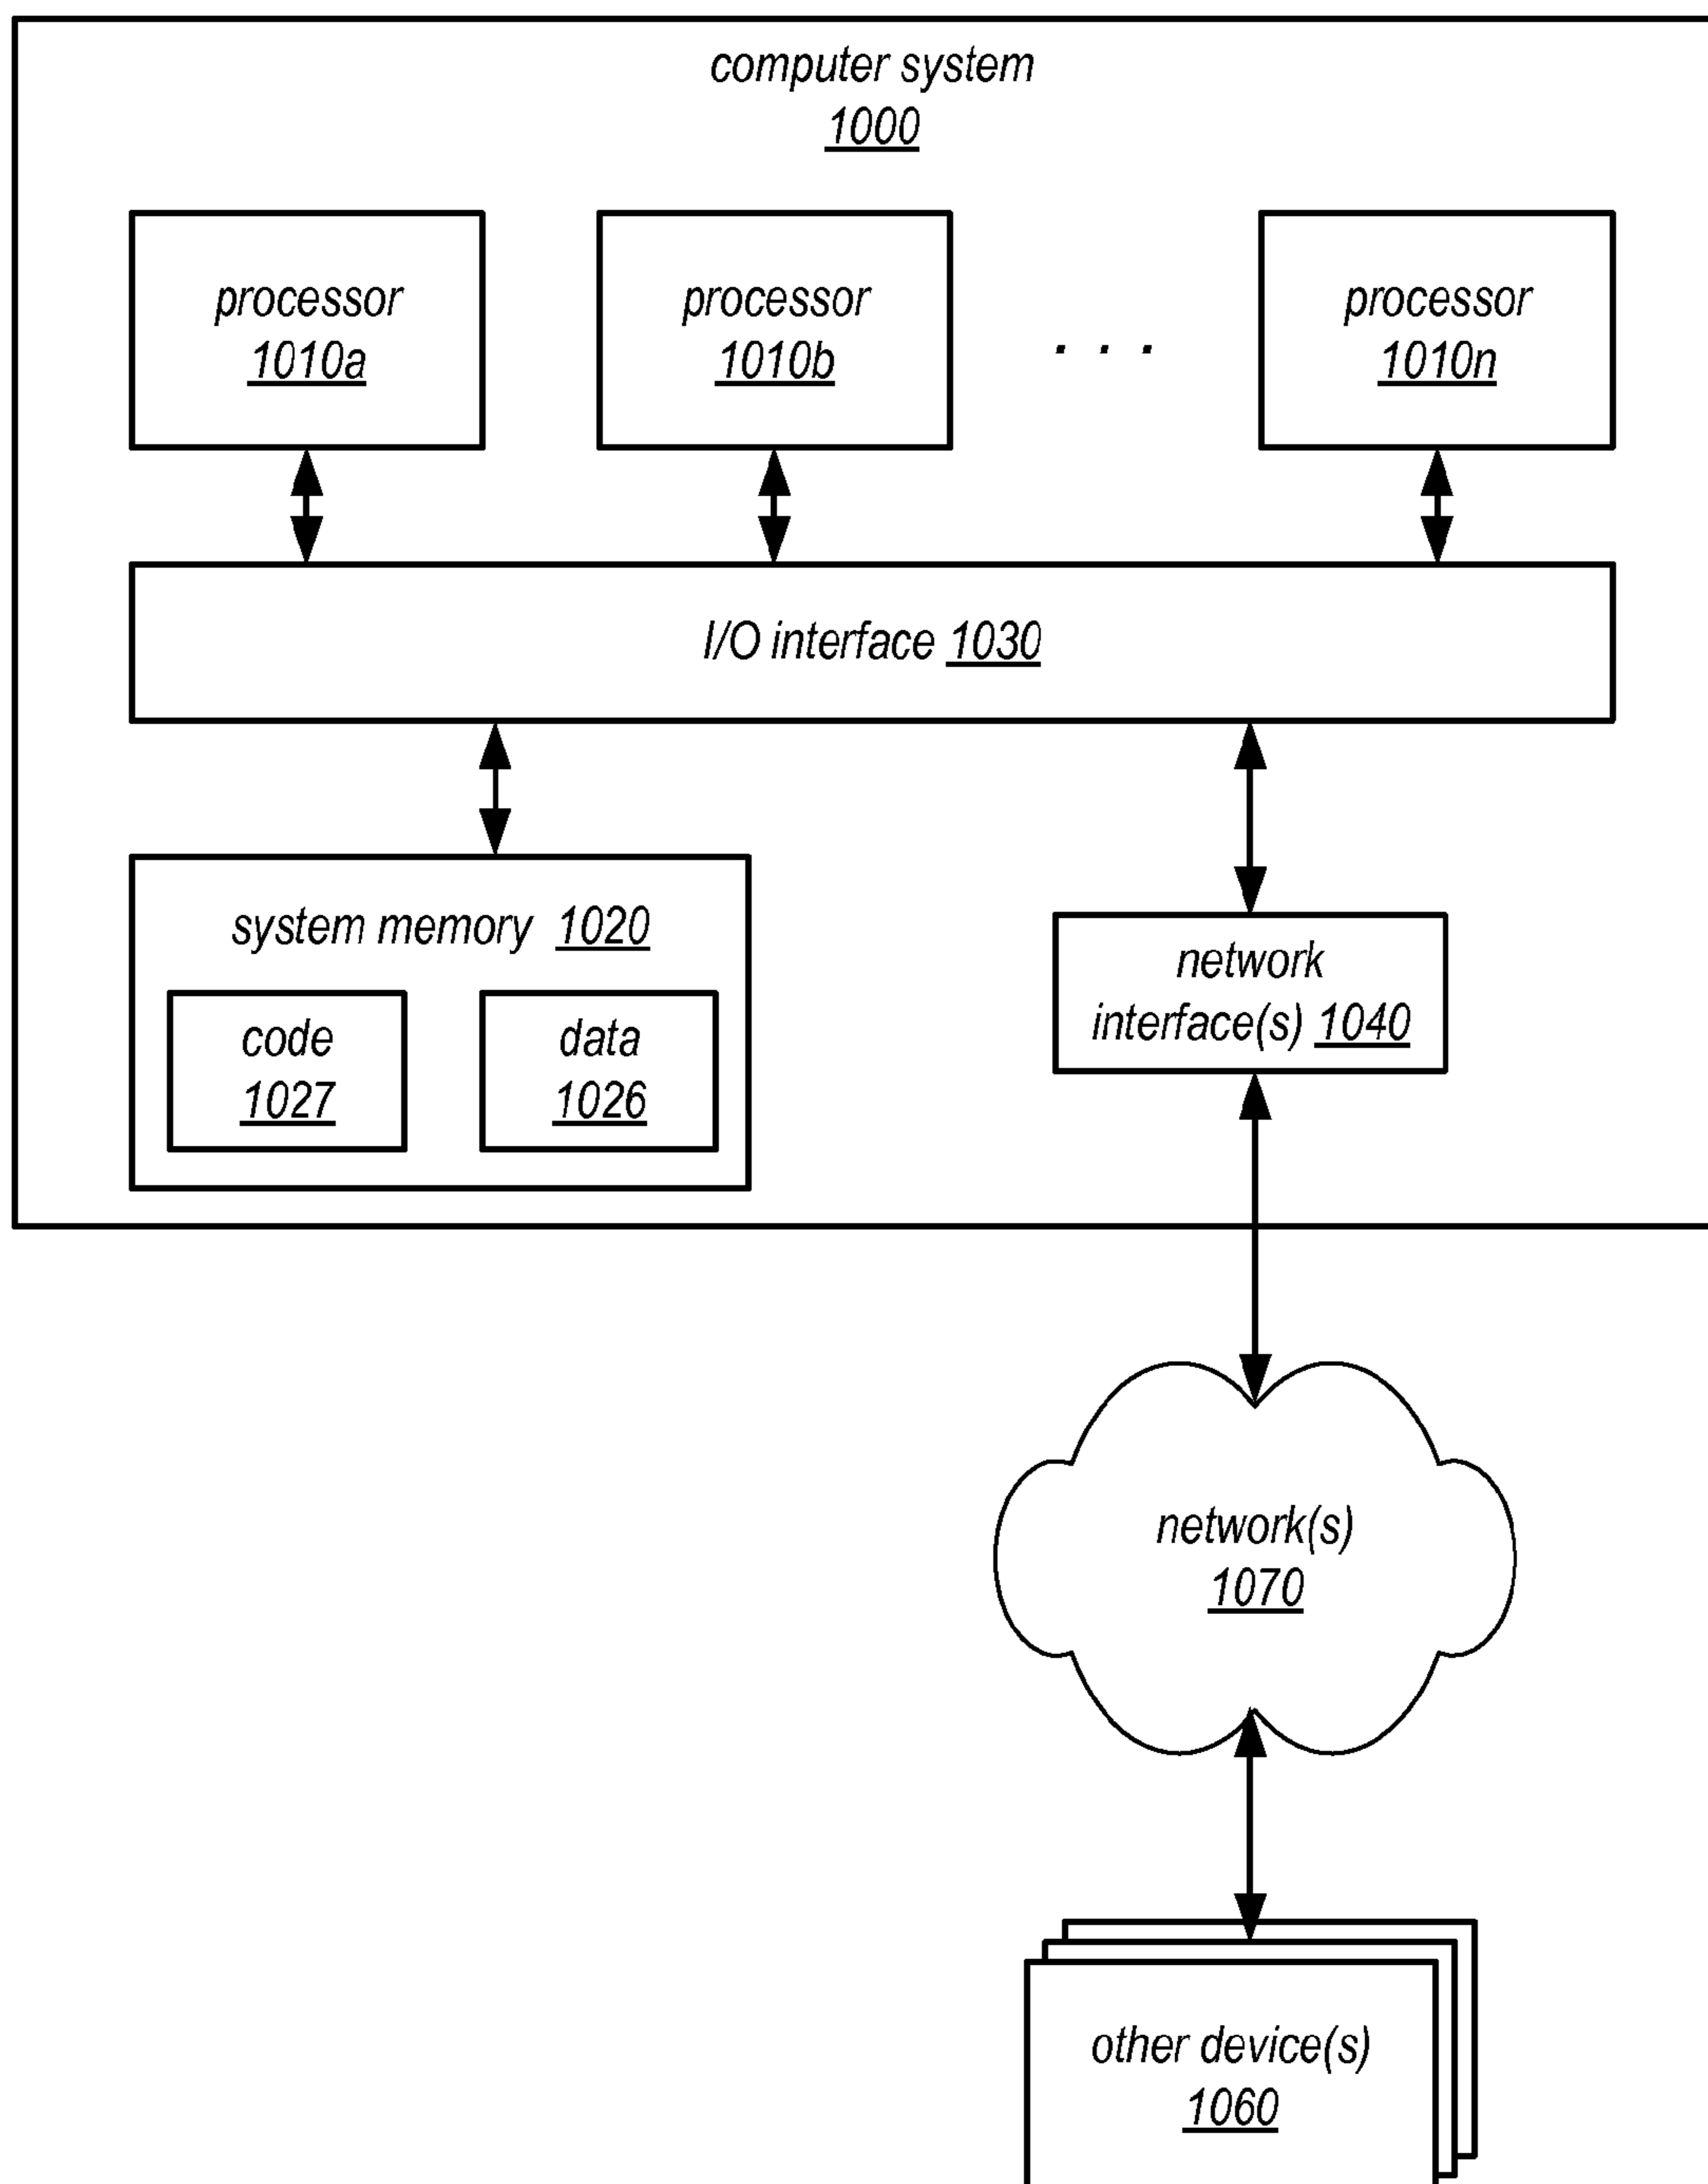 computer system
1000
processor
1010a
processor
1010b
. . .
processor
1010n
I/O interface 1030
system memory 1020
code
1027
data
1026
network
interface(s) 1040
network(s)
1070
other device(s)
1060